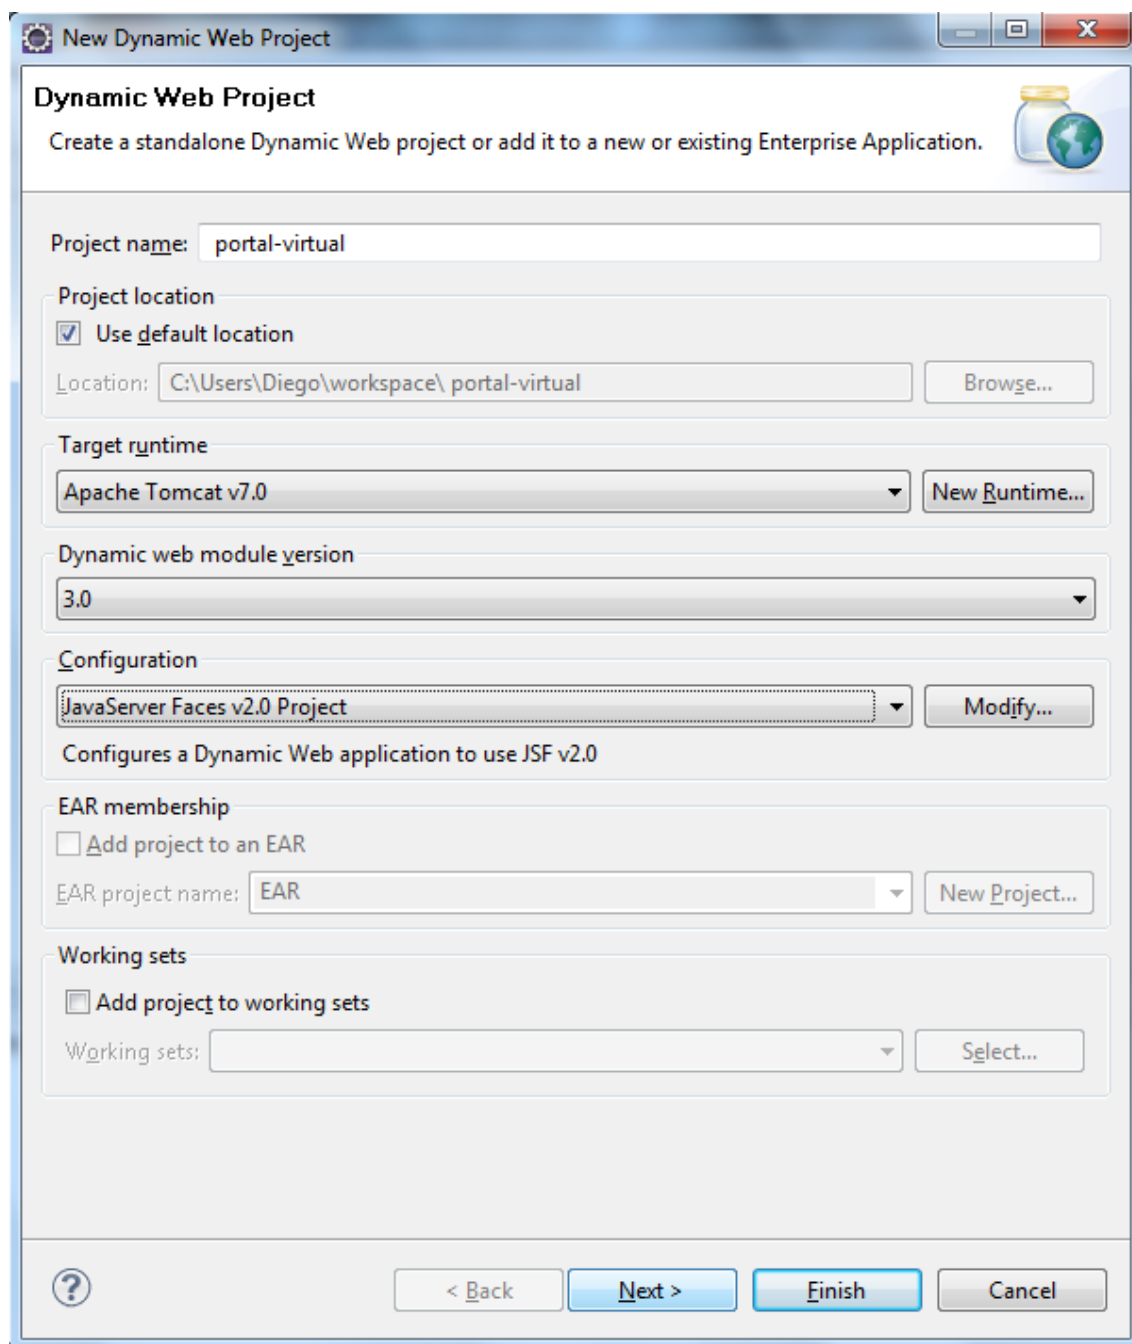 New Dynamic Web Project
Dynamic Web Project
Create a standalone Dynamic Web project or add it to a new or existing Enterprise Application.
Project name: portal-virtual
Project location
Use default location
Location: C:\Users\Diego\workspace\ portal-virtual Browse...
Target runtime
Apache Tomcat v7.0 New Runtime...
Dynamic web module version
3.0
Configuration
JavaServer Faces v2.0 Project Modify...
Configures a Dynamic Web application to use JSF v2.0
EAR membership
Add project to an EAR
EAR project name: EAR New Project...
Working sets
Add project to working sets
Working sets: Select...
? < Back Next > Finish Cancel